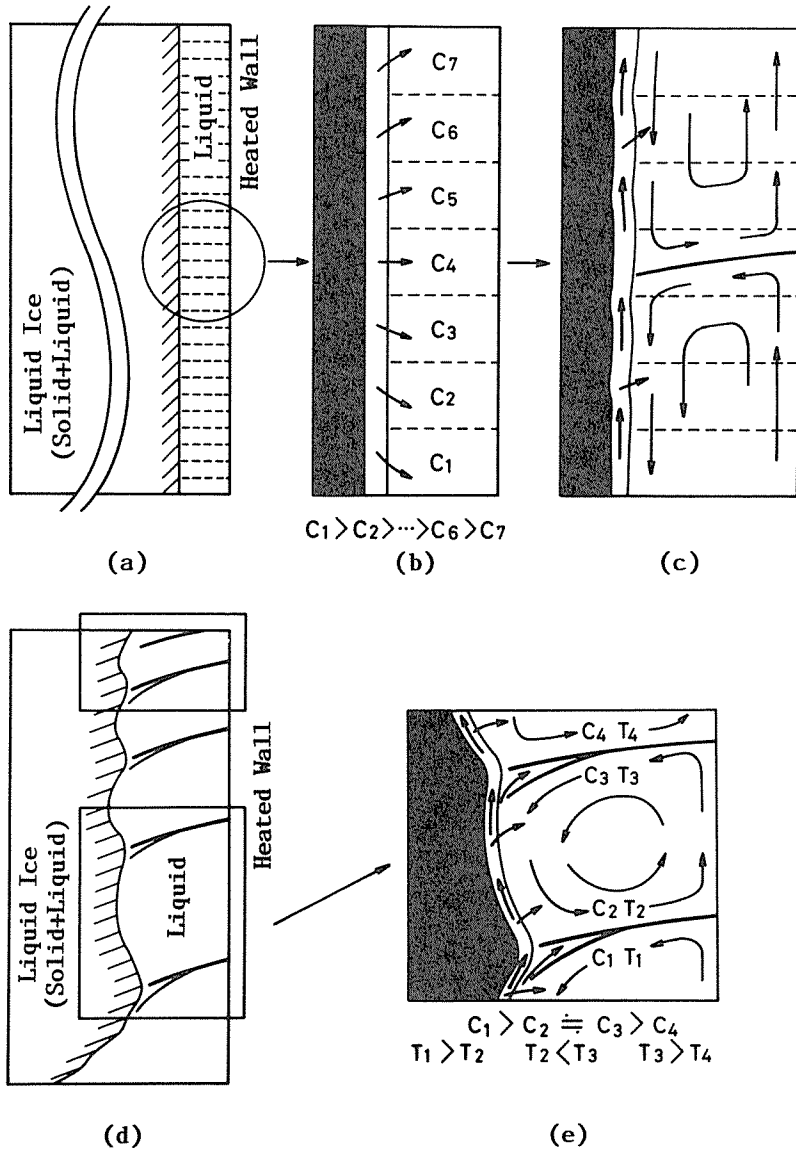 Liquid Ice
(Solid+Liquid)
Liquid
Heated Wall
(a)
C7
C6
C5
C4
C3
C2
C1
C1>C2>···>C6>C7
(b)
(c)
Liquid Ice
(Solid+Liquid)
Liquid
Heated Wall
(d)
C4 T4
C3 T3
C2 T2
C1 T1
C1>C2≒C3>C4
T1>T2 T2<T3 T3>T4
(e)